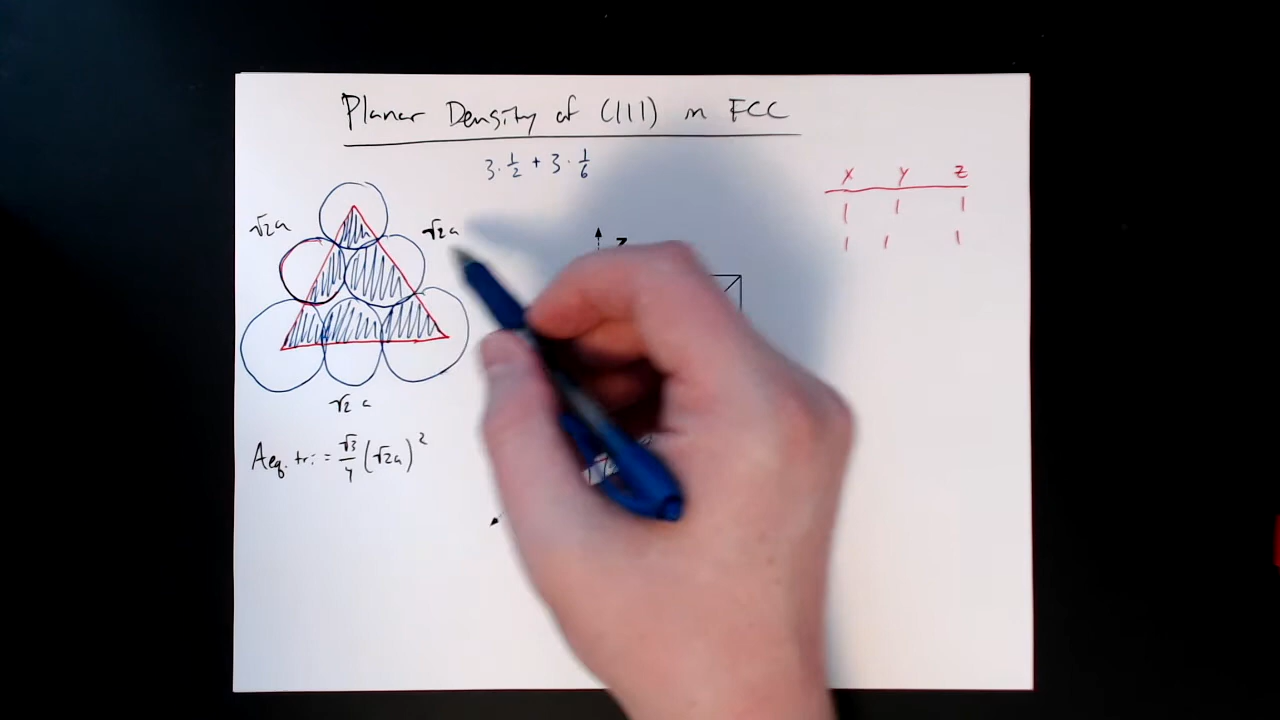 Planar Density of (111) in FCC
3·1/2 + 3·1/6
x y z
1 1 1
1 1 1
√2a √2a
z
√2 a
A eq. tri = √3/4 (√2a)²